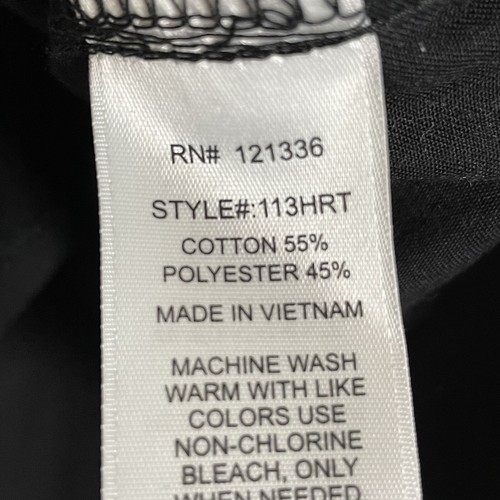 RN# 121336
STYLE#:113HRT
COTTON 55%
POLYESTER 45%
MADE IN VIETNAM
MACHINE WASH
WARM WITH LIKE
COLORS USE
NON-CHLORINE
BLEACH, ONLY
WHEN NEEDED